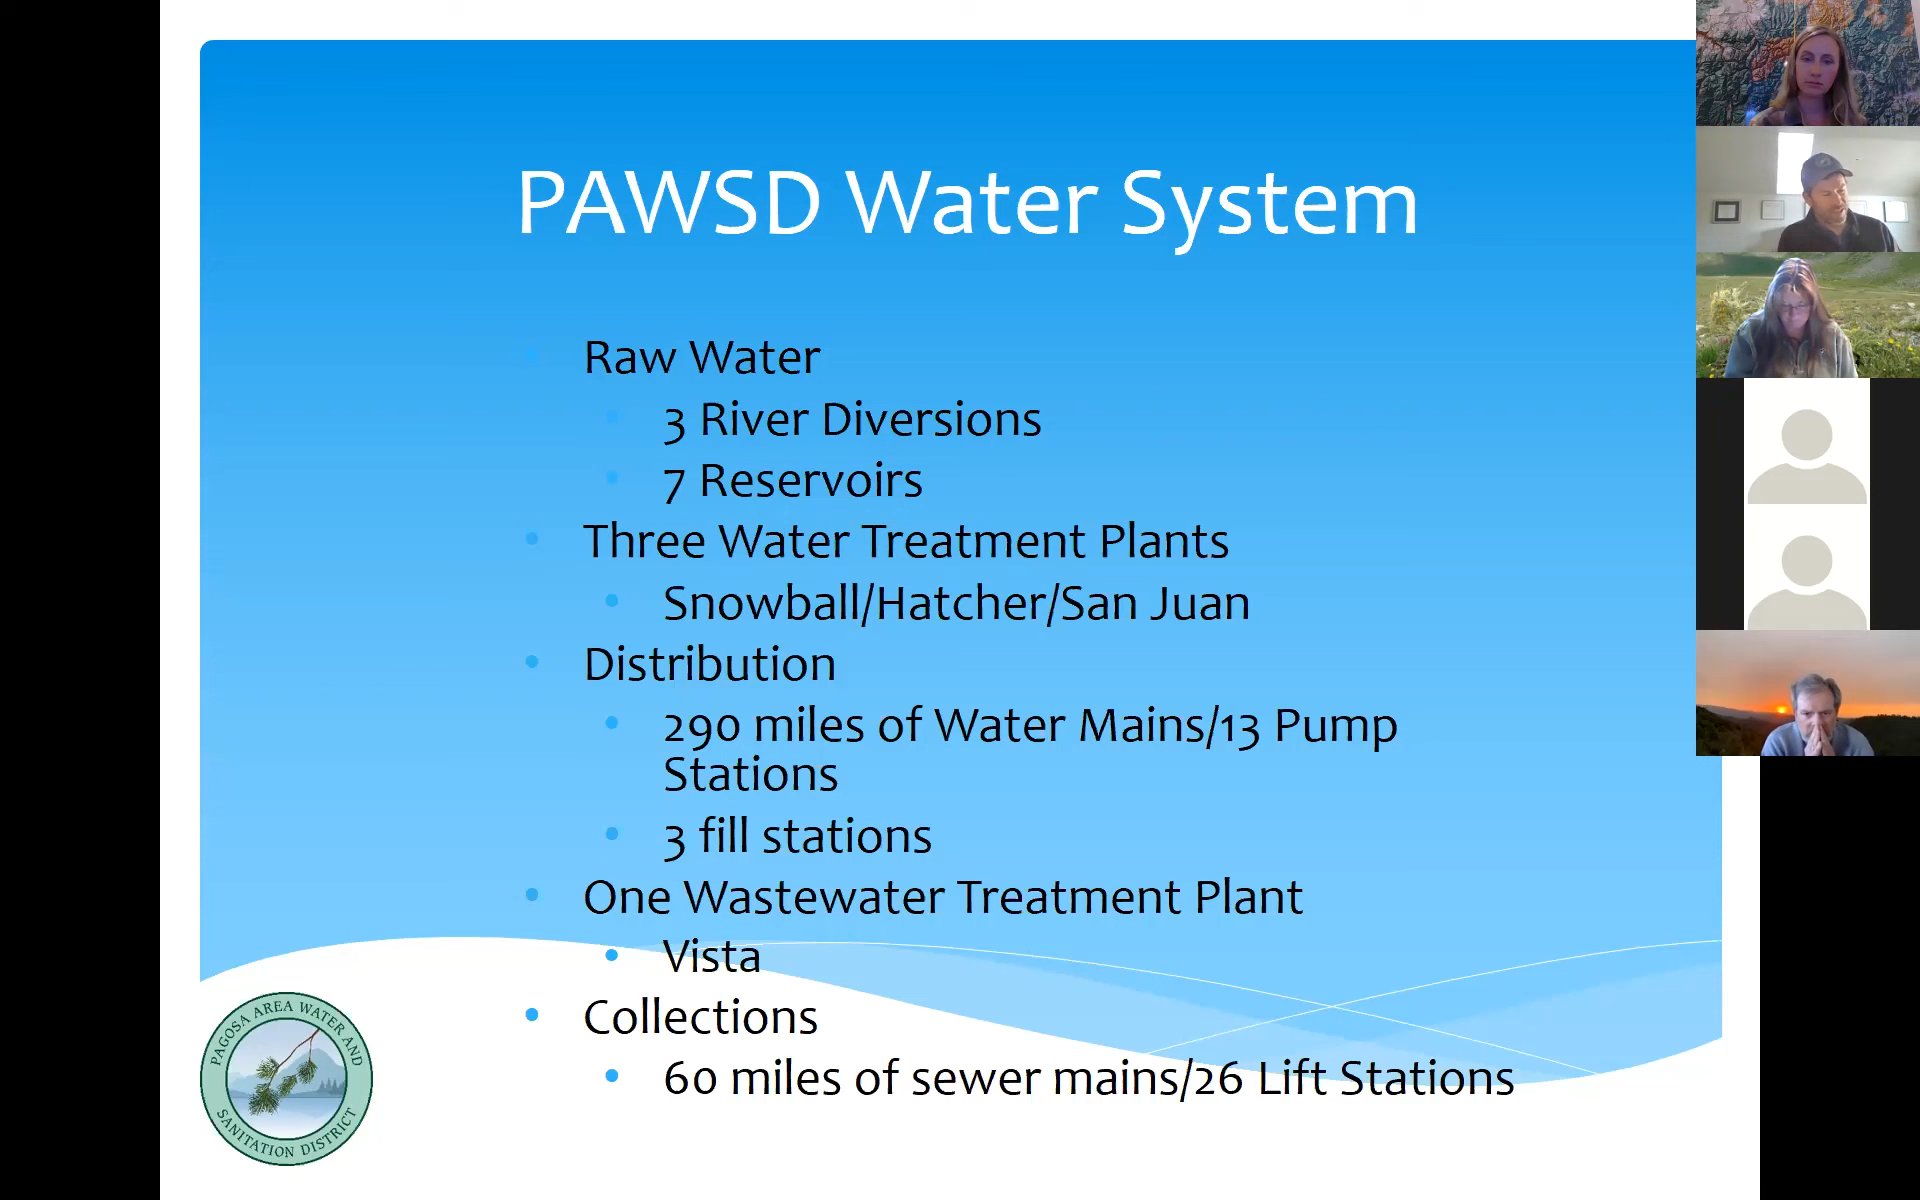 PAWSD Water System
Raw Water
3 River Diversions
7 Reservoirs
Three Water Treatment Plants
Snowball/Hatcher/San Juan
Distribution
290 miles of Water Mains/13 Pump
Stations
3 fill stations
One Wastewater Treatment Plant
Vista
Collections
60 miles of sewer mains/26 Lift Stations
PAGOSA AREA WATER AND
SANITATION DISTRICT